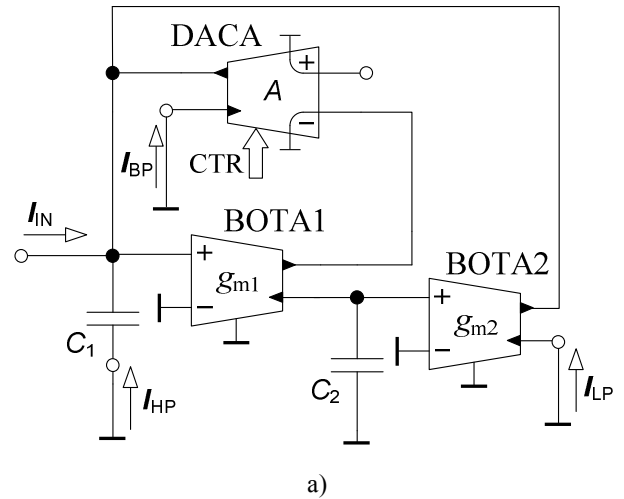 DACA
+
A
−
I_BP
CTR
I_IN
BOTA1
+
g_m1
−
BOTA2
+
g_m2
−
C_1
I_HP
C_2
I_LP
a)